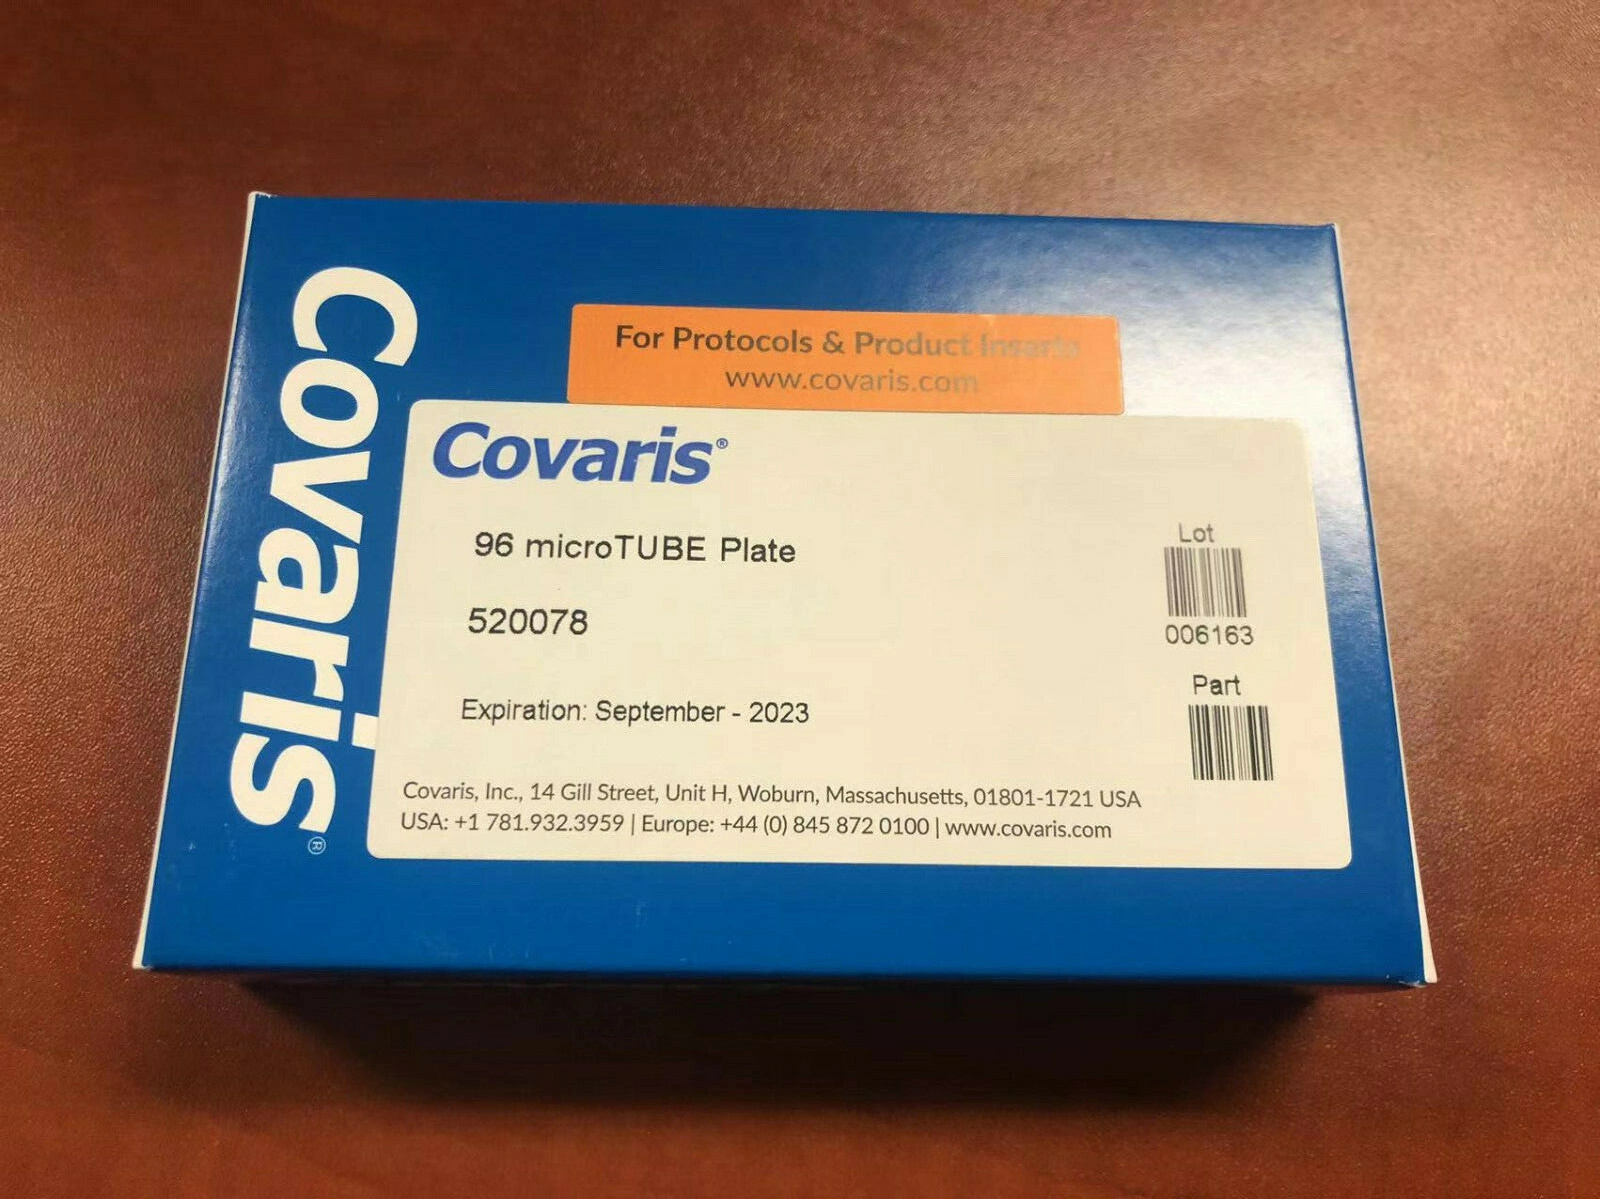 Covaris®
For Protocols & Product Inserts
www.covaris.com
Covaris®
96 microTUBE Plate
520078
Expiration: September - 2023
Lot
006163
Part
Covaris, Inc., 14 Gill Street, Unit H, Woburn, Massachusetts, 01801-1721 USA
USA: +1 781.932.3959 | Europe: +44 (0) 845 872 0100 | www.covaris.com